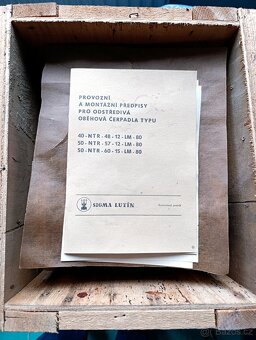 PROVOZNÍ
A MONTÁŽNÍ PŘEDPISY
PRO ODSTŘEDIVÁ
OBĚHOVÁ ČERPADLA TYPU
40-NTR-48-12-LM-80
50-NTR-57-12-LM-80
50-NTR-60-15-LM-80
SIGMA LUTÍN